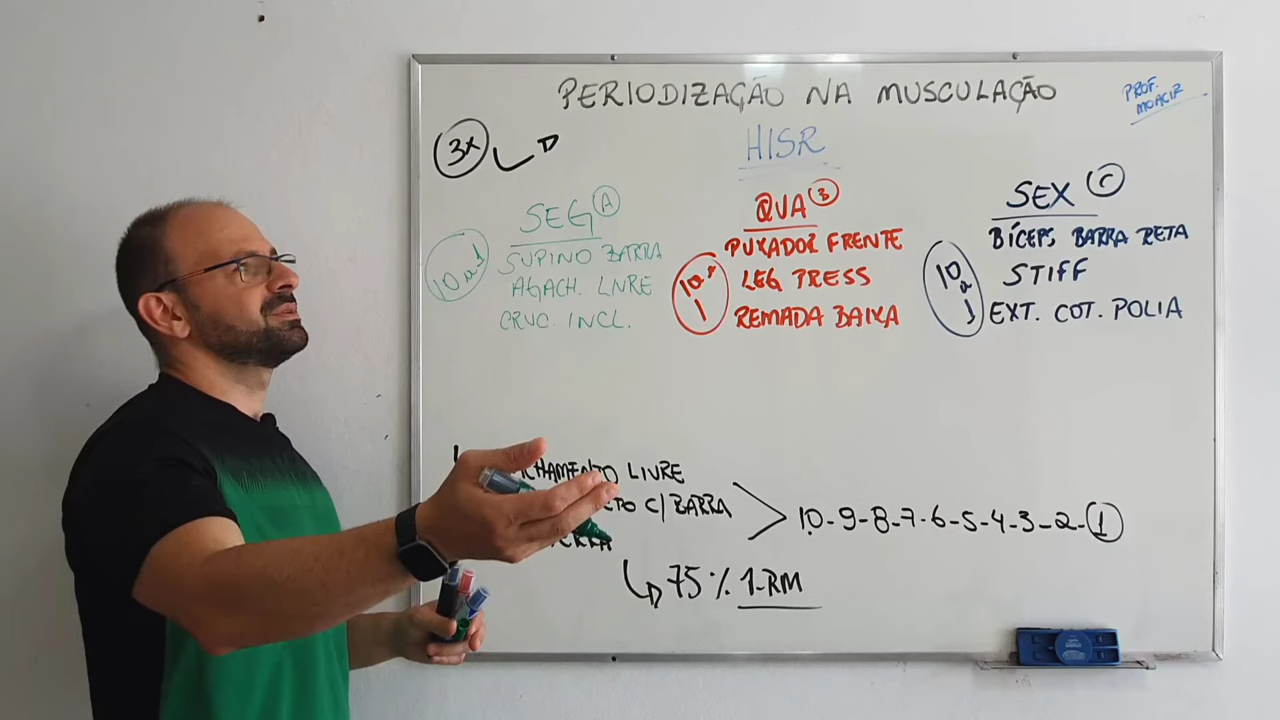 PERIODIZAÇÃO NA MUSCULAÇÃO
PROF. MOACIR
HISR
3X
SEG A
10 a 1
SUPINO BARRA
AGACH. LIVRE
CRUC. INCL.
QUA B
10 a 1
PUXADOR FRENTE
LEG PRESS
REMADA BAIXA
SEX C
10 a 1
BÍCEPS BARRA RETA
STIFF
EXT. COT. POLIA
LIVRE
C/ BARRA
10-9-8-7-6-5-4-3-2-1
75% 1-RM